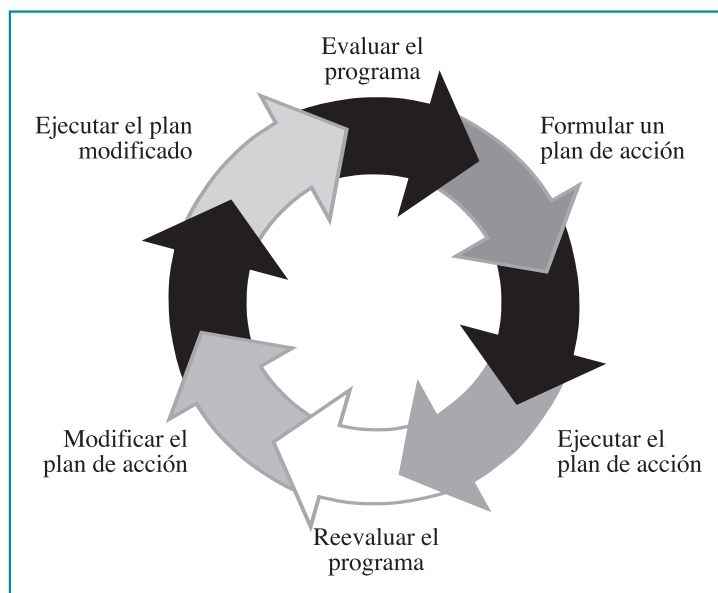 Evaluar el
programa
Formular un
plan de acción
Ejecutar el
plan de acción
Reevaluar el
programa
Modificar el
plan de acción
Ejecutar el plan
modificado